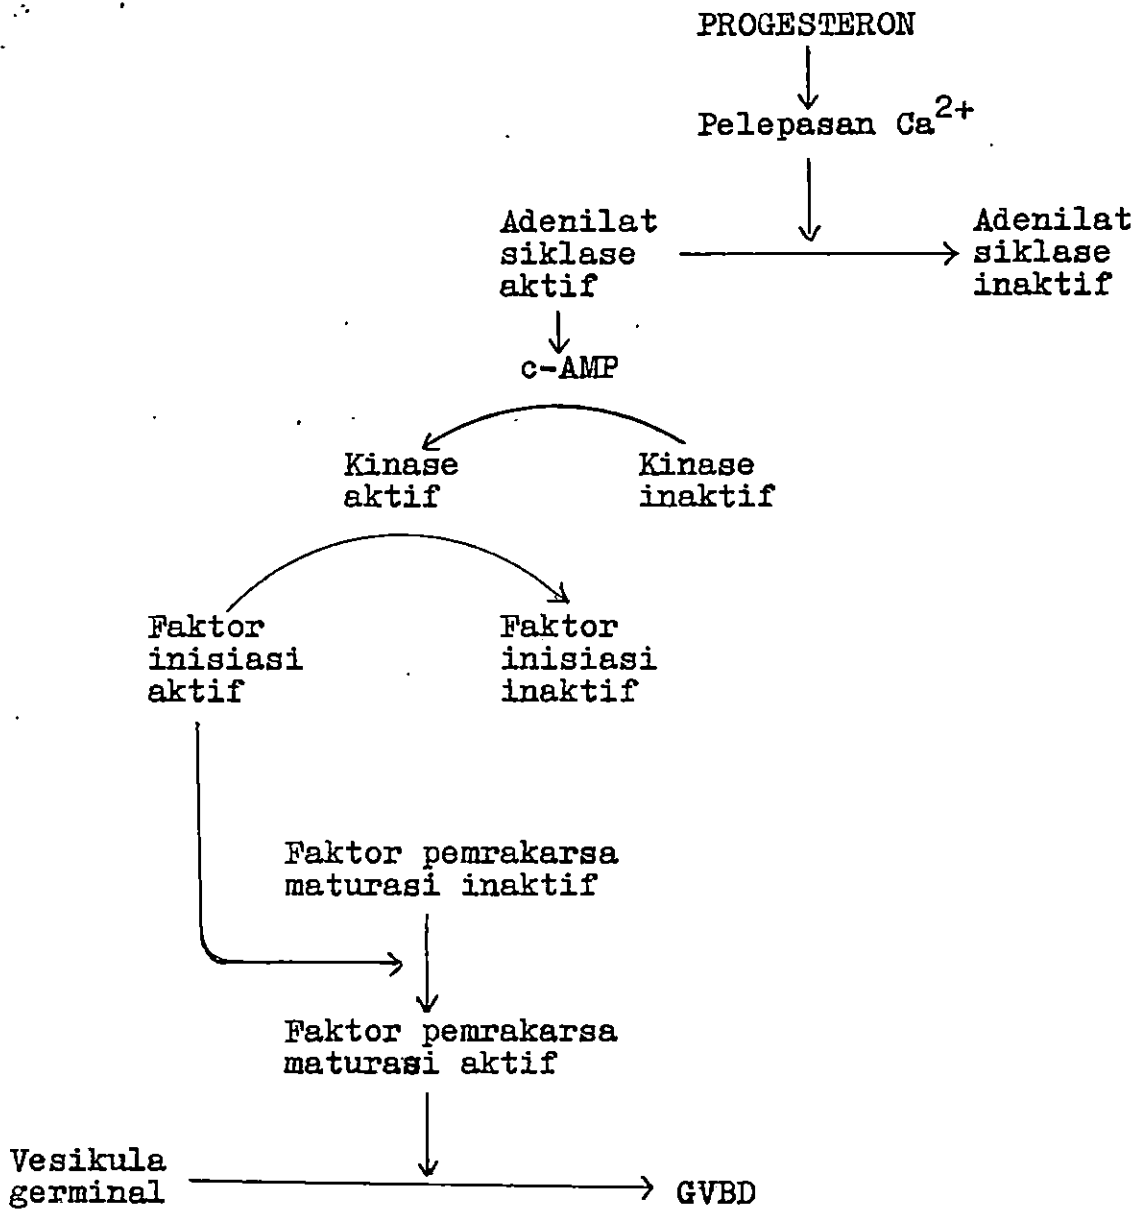 PROGESTERON
Pelepasan Ca2+
Adenilat
siklase
aktif
Adenilat
siklase
inaktif
c-AMP
Kinase
aktif
Kinase
inaktif
Faktor
inisiasi
aktif
Faktor
inisiasi
inaktif
Faktor pemrakarsa
maturasi inaktif
Faktor pemrakarsa
maturasi aktif
Vesikula
germinal
GVBD